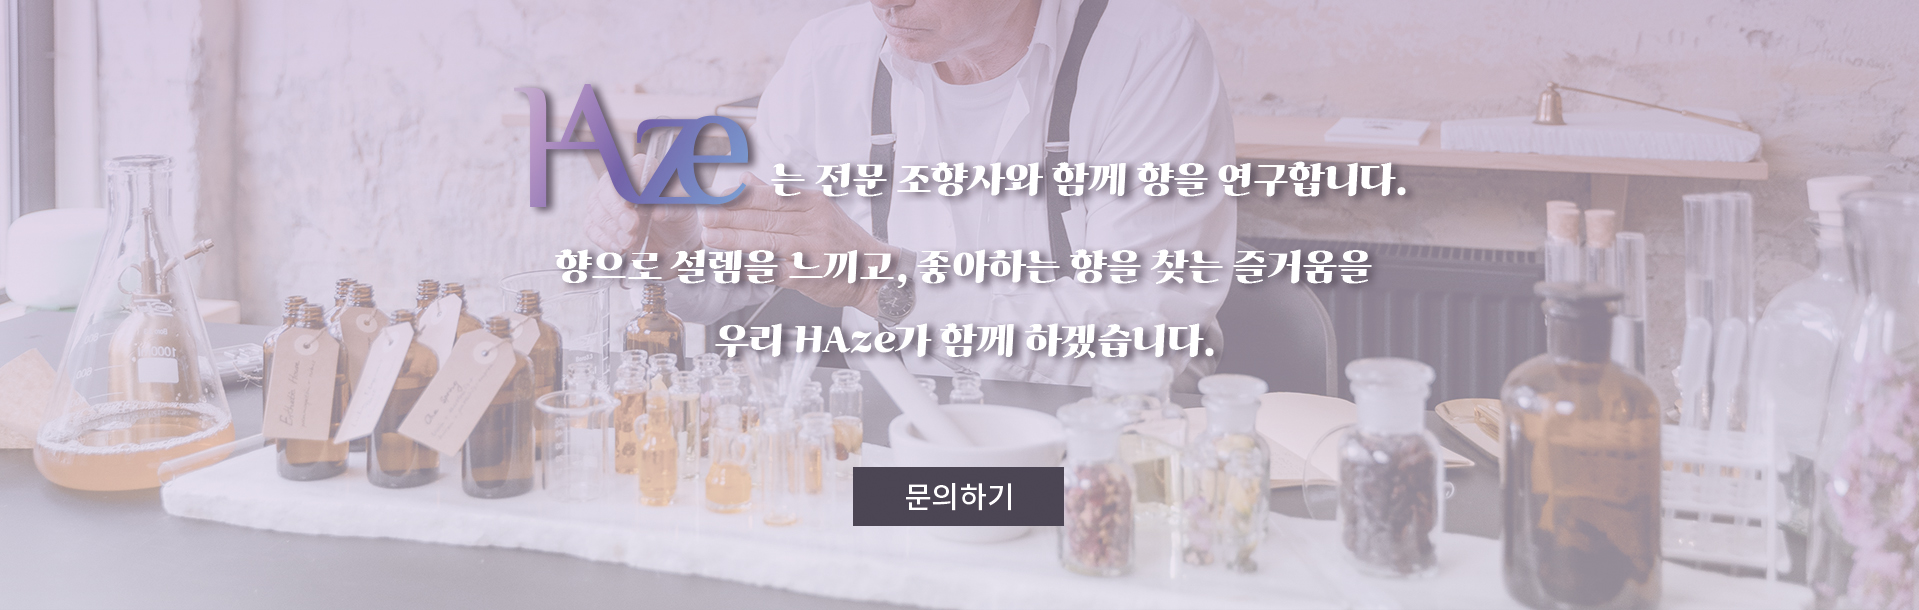 HAze 는 전문 조향사와 함께 향을 연구합니다.
향으로 설렘을 느끼고, 좋아하는 향을 찾는 즐거움을
우리 HAze가 함께 하겠습니다.
문의하기
1000